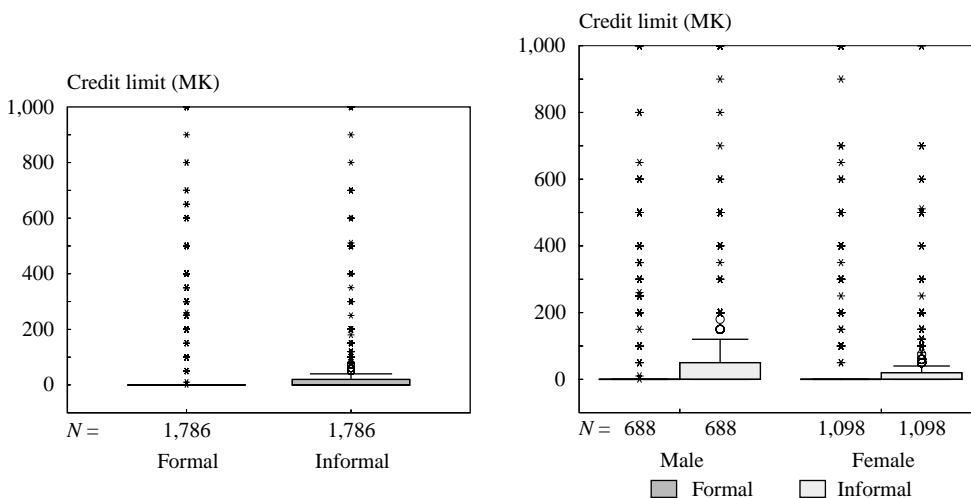 Credit limit (MK)
1,000
800
600
400
200
0
N = 1,786 1,786
Formal Informal
Credit limit (MK)
1,000
800
600
400
200
0
N = 688 688 1,098 1,098
Male Female
Formal Informal